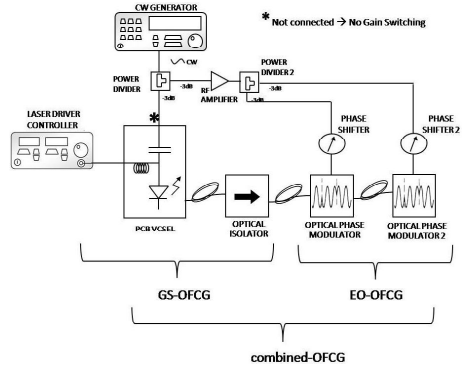 CW GENERATOR
* Not connected → No Gain Switching
CW
POWER
DIVIDER
-3dB
-3dB
RF
AMPLIFIER
POWER
DIVIDER 2
-3dB
-3dB
LASER DRIVER
CONTROLLER
*
PHASE
SHIFTER
PHASE
SHIFTER 2
PCB VCSEL
OPTICAL
ISOLATOR
OPTICAL PHASE
MODULATOR
OPTICAL PHASE
MODULATOR 2
GS-OFCG
EO-OFCG
combined-OFCG